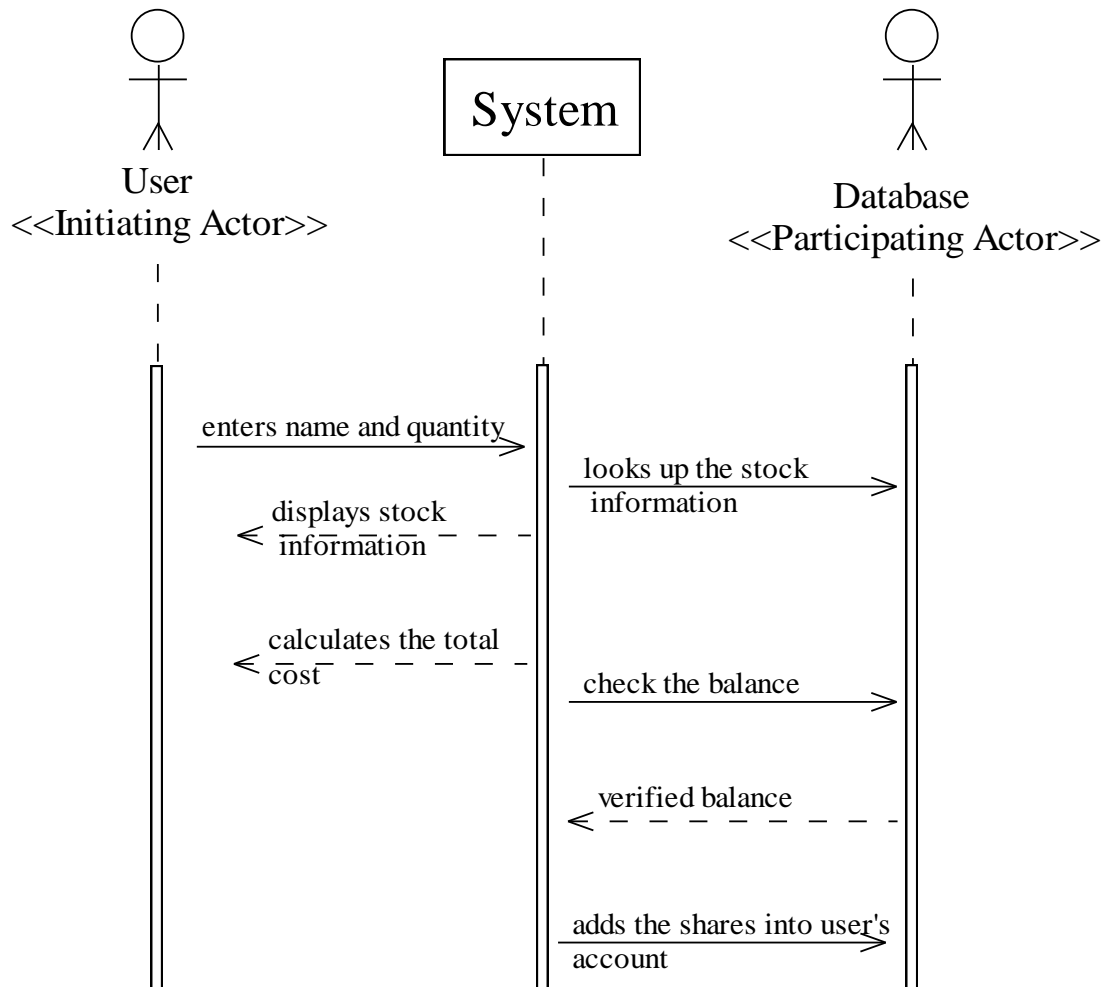 System
User
<<Initiating Actor>>
Database
<<Participating Actor>>
enters name and quantity
looks up the stock
information
displays stock
information
calculates the total
cost
check the balance
verified balance
adds the shares into user's
account